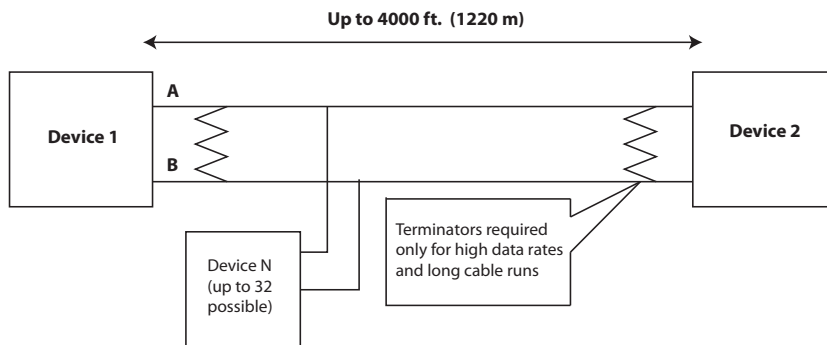 Up to 4000 ft. (1220 m)
A
Device 1
Device 2
B
Device N
(up to 32
possible)
Terminators required
only for high data rates
and long cable runs